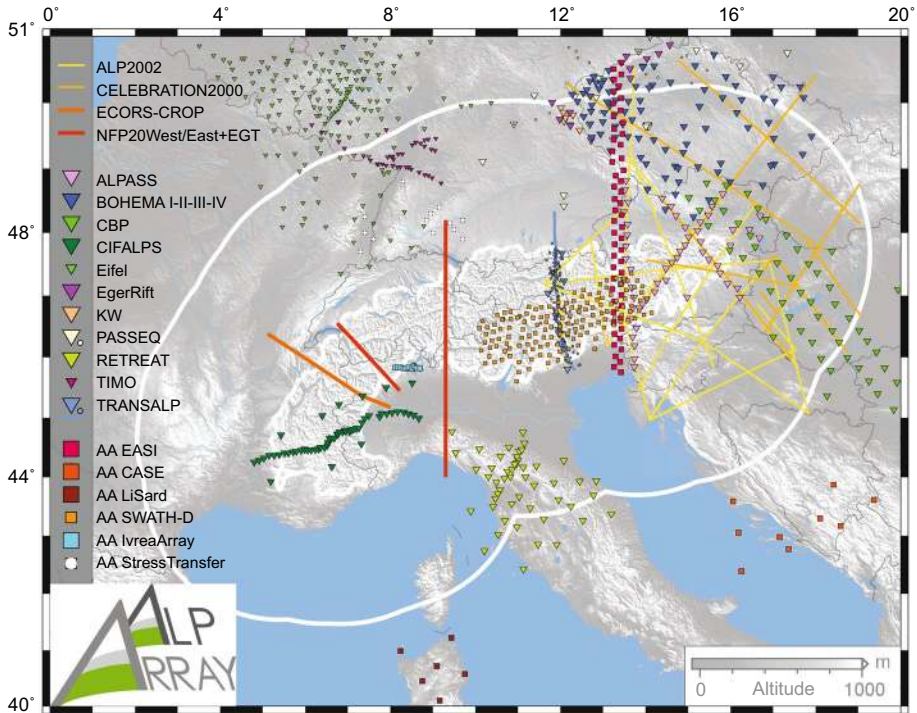 0° 4° 8° 12° 16° 20°
51°
48°
44°
40°
ALP2002
CELEBRATION2000
ECORS-CROP
NFP20West/East+EGT
ALPASS
BOHEMA I-II-III-IV
CBP
CIFALPS
Eifel
EgerRift
KW
PASSEQ
RETREAT
TIMO
TRANSALP
AA EASI
AA CASE
AA LiSard
AA SWATH-D
AA IvreaArray
AA StressTransfer
ALP
ARRAY
m
0 Altitude 1000